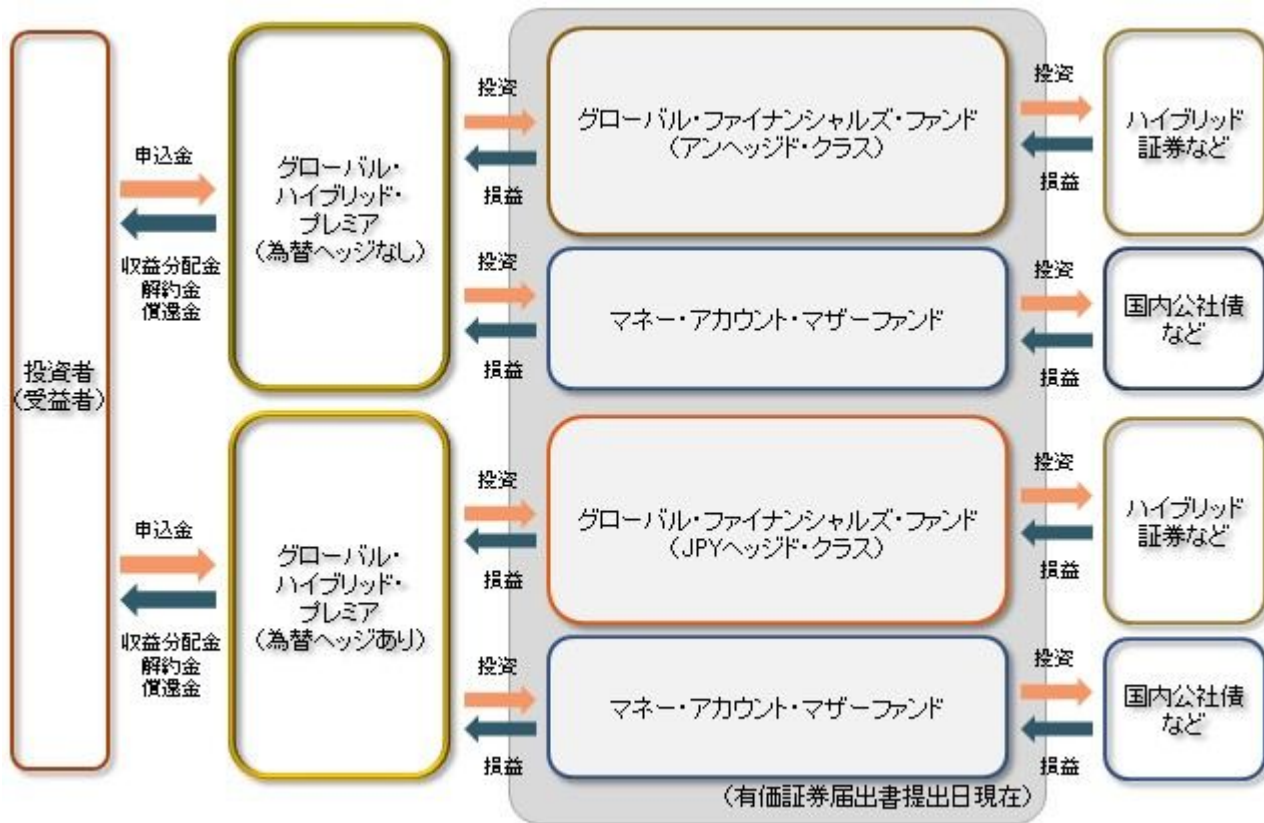 投資者
(受益者)
申込金
収益分配金
解約金
償還金
グローバル・
ハイブリッド・
プレミア
(為替ヘッジなし)
投資
損益
グローバル・ファイナンシャルズ・ファンド
(アンヘッジド・クラス)
投資
損益
ハイブリッド
証券など
投資
損益
マネー・アカウント・マザーファンド
投資
損益
国内公社債
など
申込金
収益分配金
解約金
償還金
グローバル・
ハイブリッド・
プレミア
(為替ヘッジあり)
投資
損益
グローバル・ファイナンシャルズ・ファンド
(JPYヘッジド・クラス)
投資
損益
ハイブリッド
証券など
投資
損益
マネー・アカウント・マザーファンド
投資
損益
国内公社債
など
(有価証券届出書提出日現在)